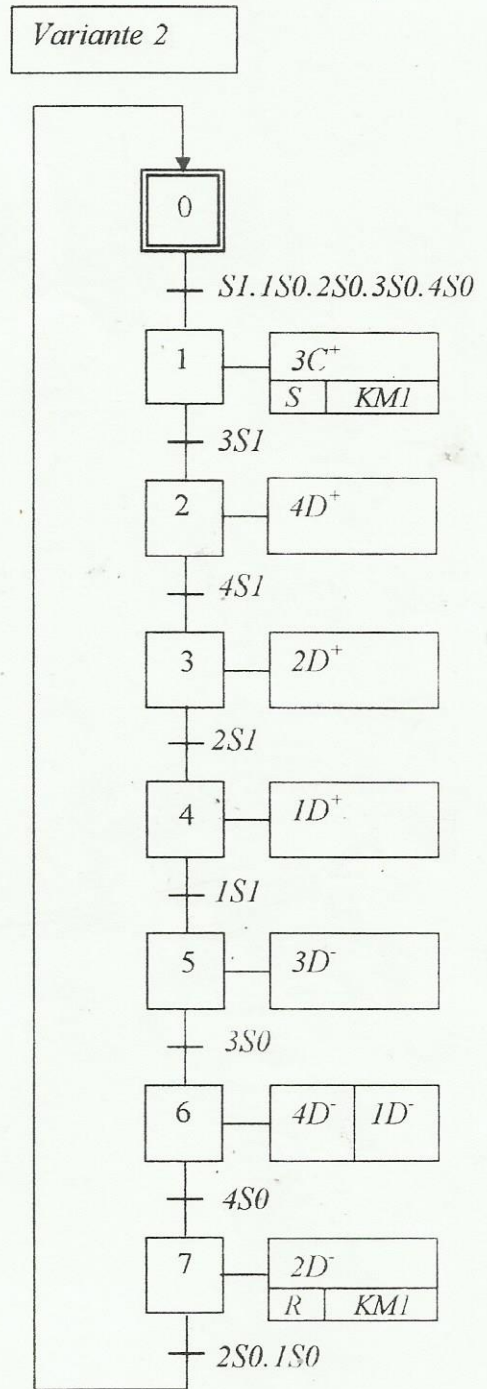 Variante 2
0
S1.1S0.2S0.3S0.4S0
1
3C⁺
S KM1
3S1
2
4D⁺
4S1
3
2D⁺
2S1
4
1D⁺
1S1
5
3D⁻
3S0
6
4D⁻ 1D⁻
4S0
7
2D⁻
R KM1
2S0.1S0